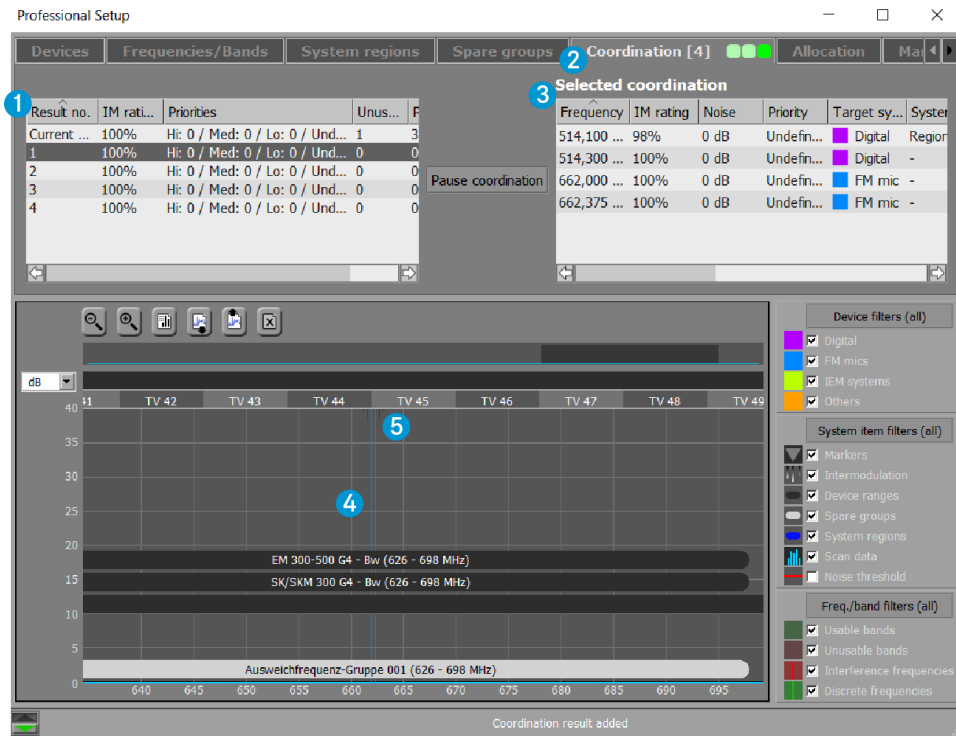 Professional Setup
Devices Frequencies/Bands System regions Spare groups Coordination [4] Allocation Ma
2
1 3 Selected coordination
Result no. IM rati... Priorities Unus...
Current ... 100% Hi: 0 / Med: 0 / Lo: 0 / Und... 1 3
1 100% Hi: 0 / Med: 0 / Lo: 0 / Und... 0 0
2 100% Hi: 0 / Med: 0 / Lo: 0 / Und... 0 0
3 100% Hi: 0 / Med: 0 / Lo: 0 / Und... 0 0
4 100% Hi: 0 / Med: 0 / Lo: 0 / Und... 0 0
Pause coordination
Frequency IM rating Noise Priority Target sy... System
514,100 ... 98% 0 dB Undefin... Digital Region
514,300 ... 100% 0 dB Undefin... Digital -
662,000 ... 100% 0 dB Undefin... FM mic -
662,375 ... 100% 0 dB Undefin... FM mic -
dB
41 TV 42 TV 43 TV 44 TV 45 TV 46 TV 47 TV 48 TV 49
40
5
35
30
4
25
20
EM 300-500 G4 - Bw (626 - 698 MHz)
15
SK/SKM 300 G4 - Bw (626 - 698 MHz)
10
5
Ausweichfrequenz-Gruppe 001 (626 - 698 MHz)
0
640 645 650 655 660 665 670 675 680 685 690 695
Device filters (all)
Digital
FM mics
IEM systems
Others
System item filters (all)
Markers
Intermodulation
Device ranges
Spare groups
System regions
Scan data
Noise threshold
Freq./band filters (all)
Usable bands
Unusable bands
Interference frequencies
Discrete frequencies
Coordination result added